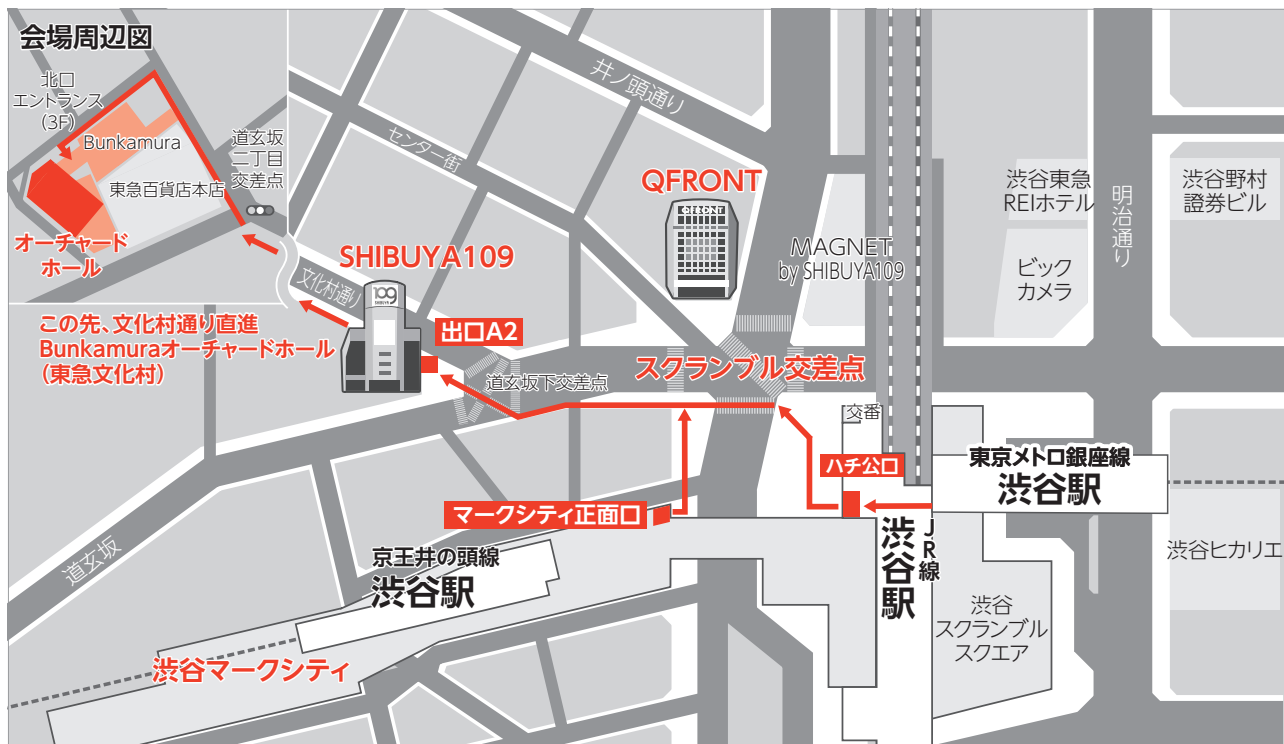 会場周辺図
北口
エントランス
(3F)
Bunkamura
東急百貨店本店
道玄坂
二丁目
交差点
オーチャード
ホール
井ノ頭通り
センター街
QFRONT
QFRONT
MAGNET
by SHIBUYA109
渋谷東急
REIホテル
ビック
カメラ
明治通り
渋谷野村
證券ビル
SHIBUYA109
文化村通り
109
SHIBUYA
出口A2
この先、文化村通り直進
Bunkamuraオーチャードホール
(東急文化村)
道玄坂下交差点
スクランブル交差点
交番
ハチ公口
東京メトロ銀座線
渋谷駅
マークシティ正面口
JR線
渋谷駅
道玄坂
京王井の頭線
渋谷駅
渋谷マークシティ
渋谷
スクランブル
スクエア
渋谷ヒカリエ